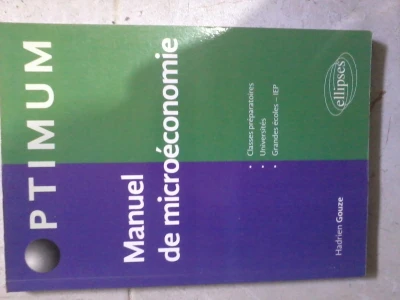 OPTIMUM
Manuel
de microéconomie
• Classes préparatoires
• Universités
• Grandes écoles – IEP
Hadrien Gouze
ellipses